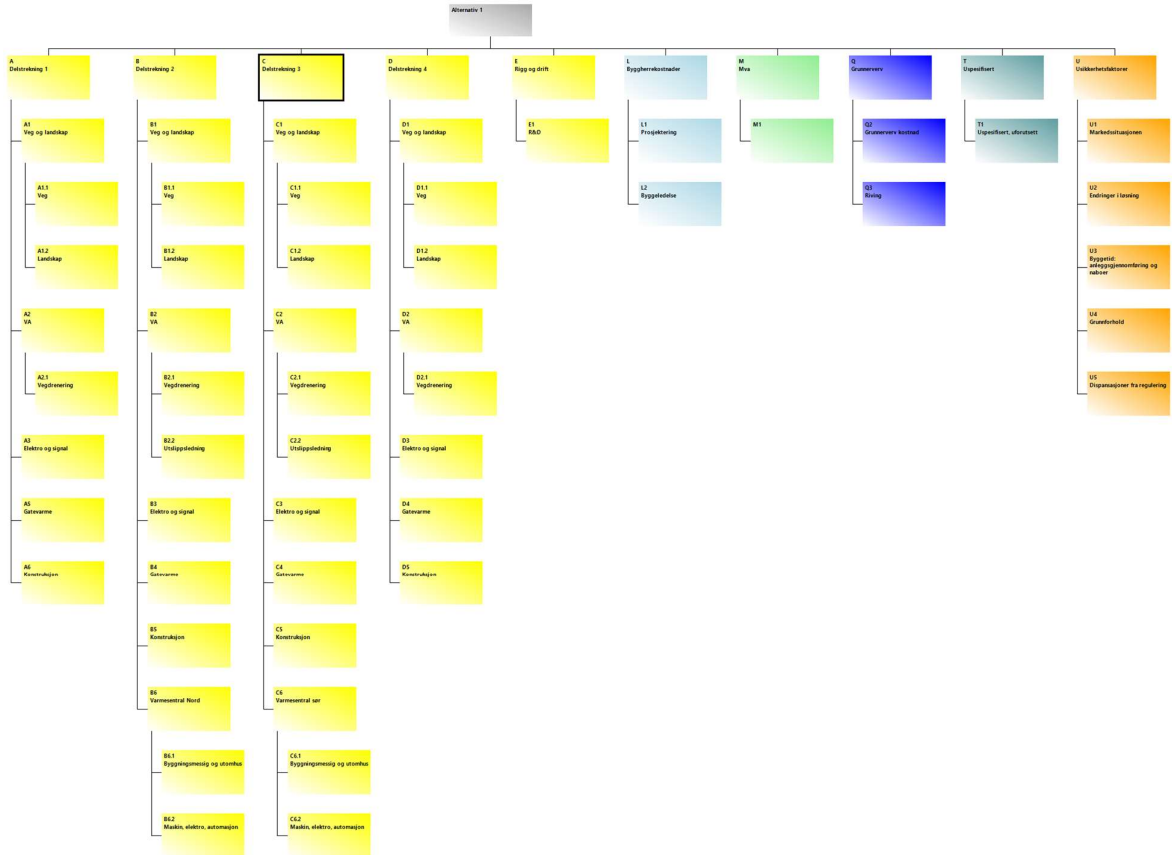 Alternativ 1
A
Delstrekning 1
A1
Veg og landskap
A1.1
Veg
A1.2
Landskap
A2
VA
A2.1
Vegdrenering
A3
Elektro og signal
A5
Gatevarme
A6
Konstruksjon
B
Delstrekning 2
B1
Veg og landskap
B1.1
Veg
B1.2
Landskap
B2
VA
B2.1
Vegdrenering
B2.2
Utslippsledning
B3
Elektro og signal
B4
Gatevarme
B5
Konstruksjon
B6
Varmesentral Nord
B6.1
Byggningsmessig og utomhus
B6.2
Maskin, elektro, automasjon
C
Delstrekning 3
C1
Veg og landskap
C1.1
Veg
C1.2
Landskap
C2
VA
C2.1
Vegdrenering
C2.2
Utslippsledning
C3
Elektro og signal
C4
Gatevarme
C5
Konstruksjon
C6
Varmesentral sør
C6.1
Byggningsmessig og utomhus
C6.2
Maskin, elektro, automasjon
D
Delstrekning 4
D1
Veg og landskap
D1.1
Veg
D1.2
Landskap
D2
VA
D2.1
Vegdrenering
D3
Elektro og signal
D4
Gatevarme
D5
Konstruksjon
E
Rigg og drift
E1
R&D
L
Byggherrekostnader
L1
Prosjektering
L2
Byggeledelse
M
Mva
M1
Q
Grunnerverv
Q2
Grunnerverv kostnad
Q3
Riving
T
Uspesifisert
T1
Uspesifisert, uforutsett
U
Usikkerhetsfaktorer
U1
Markedssituasjonen
U2
Endringer i løsning
U3
Byggetid:
anleggsgjennomføring og
naboer
U4
Grunnforhold
U5
Dispansasjoner fra regulering